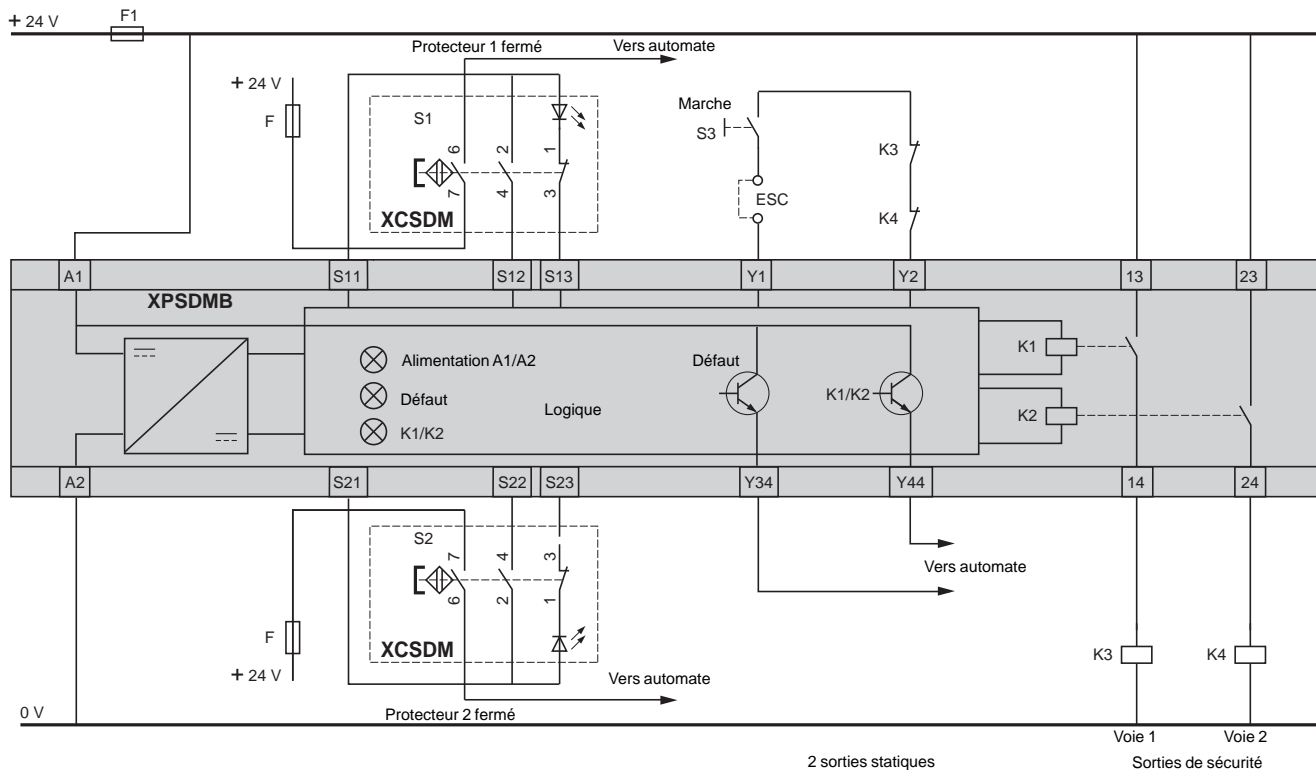 + 24 V
F1
Protecteur 1 fermé
Vers automate
+ 24 V
F
S1
6
2
1
7
4
3
XCSDM
Marche
S3
ESC
K3
K4
A1
S11
S12
S13
Y1
Y2
13
23
XPSDMB
Alimentation A1/A2
Défaut
K1/K2
Logique
Défaut
K1/K2
K1
K2
A2
S21
S22
S23
Y34
Y44
14
24
S2
7
4
3
6
2
1
XCSDM
F
+ 24 V
Vers automate
Vers automate
K3
K4
0 V
Protecteur 2 fermé
Voie 1
Voie 2
2 sorties statiques
Sorties de sécurité